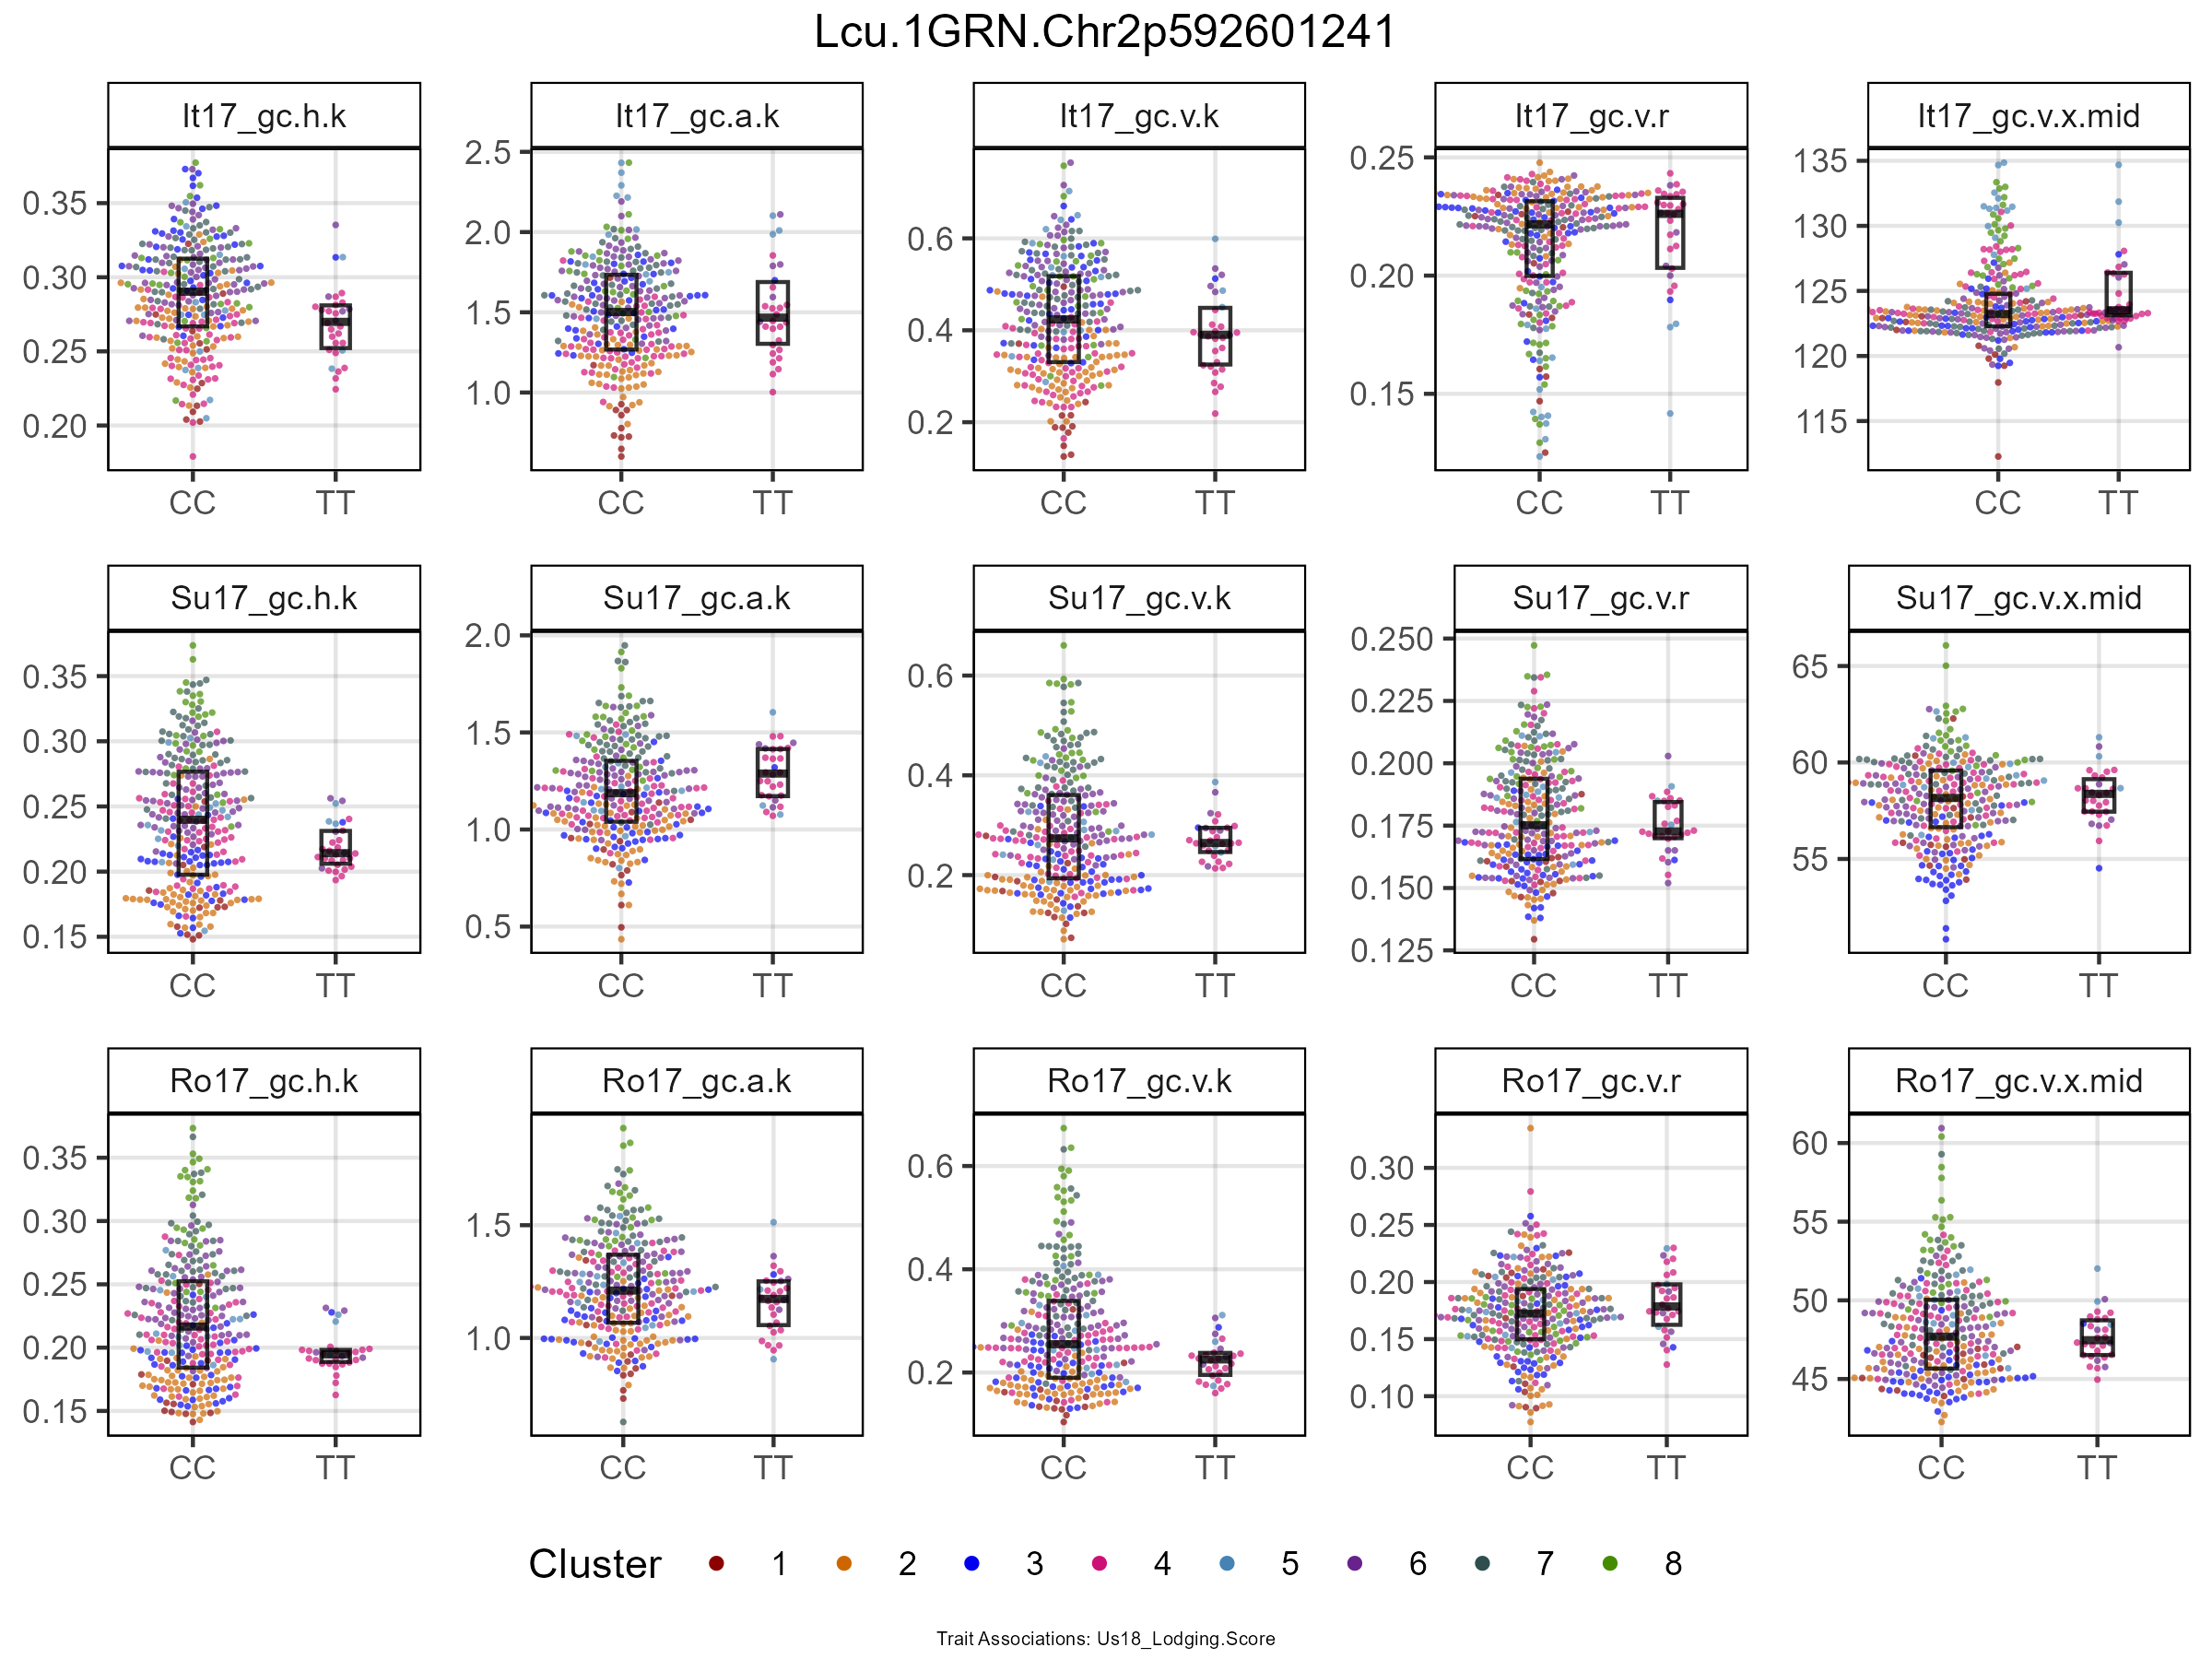 Lcu.1GRN.Chr2p592601241
It17_gc.h.k It17_gc.a.k It17_gc.v.k It17_gc.v.r It17_gc.v.x.mid
0.35 0.30 0.25 0.20 2.5 2.0 1.5 1.0 0.6 0.4 0.2 0.25 0.20 0.15 135 130 125 120 115
CC TT CC TT CC TT CC TT CC TT
Su17_gc.h.k Su17_gc.a.k Su17_gc.v.k Su17_gc.v.r Su17_gc.v.x.mid
0.35 0.30 0.25 0.20 0.15 2.0 1.5 1.0 0.5 0.6 0.4 0.2 0.250 0.225 0.200 0.175 0.150 0.125 65 60 55
CC TT CC TT CC TT CC TT CC TT
Ro17_gc.h.k Ro17_gc.a.k Ro17_gc.v.k Ro17_gc.v.r Ro17_gc.v.x.mid
0.35 0.30 0.25 0.20 0.15 1.5 1.0 0.6 0.4 0.2 0.30 0.25 0.20 0.15 0.10 60 55 50 45
CC TT CC TT CC TT CC TT CC TT
Cluster 1 2 3 4 5 6 7 8
Trait Associations: Us18_Lodging.Score